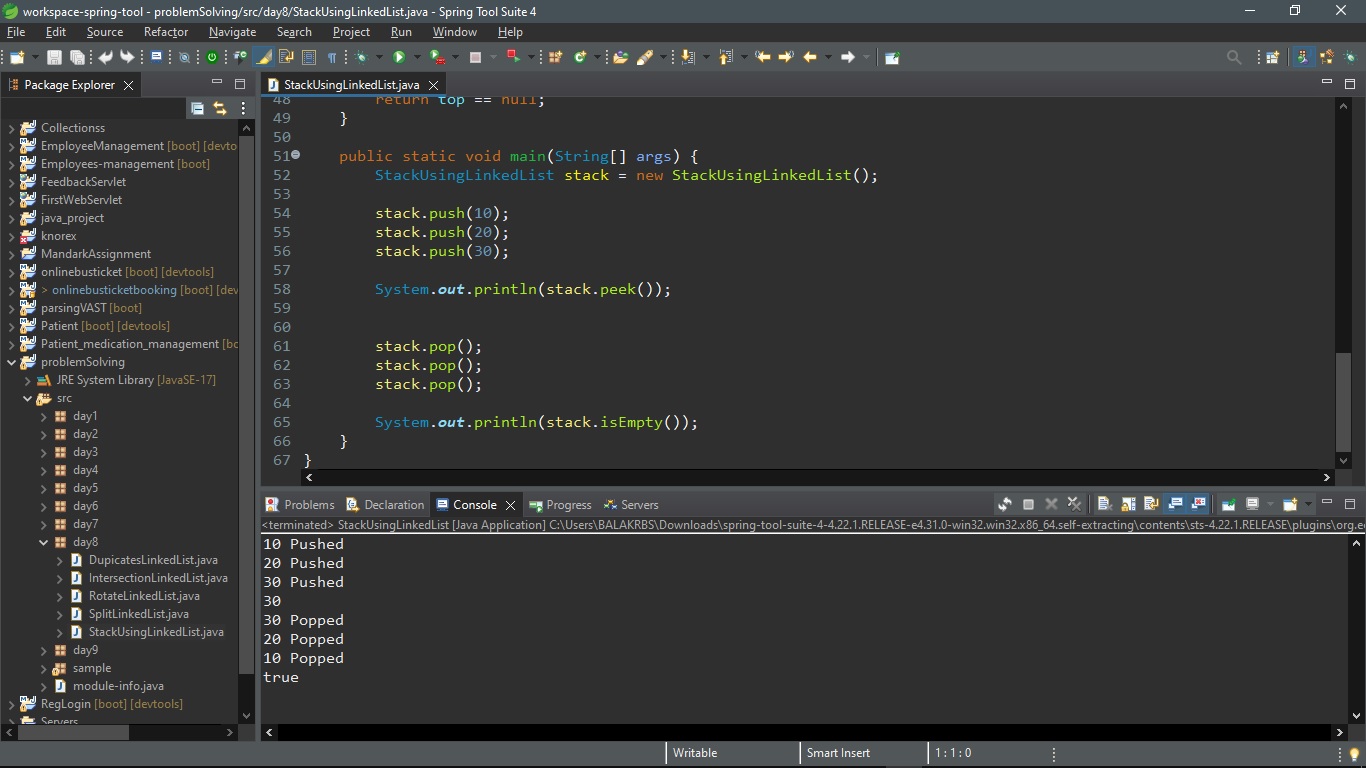 workspace-spring-tool - problemSolving/src/day8/StackUsingLinkedList.java - Spring Tool Suite 4
File Edit Source Refactor Navigate Search Project Run Window Help
Package Explorer
Collectionss
EmployeeManagement [boot] [devto
Employees-management [boot]
FeedbackServlet
FirstWebServlet
java_project
knorex
MandarkAssignment
onlinebusticket [boot] [devtools]
> onlinebusticketbooking [boot] [dev
parsingVAST [boot]
Patient [boot] [devtools]
Patient_medication_management [bo
problemSolving
JRE System Library [JavaSE-17]
src
day1
day2
day3
day4
day5
day6
day7
day8
DupicatesLinkedList.java
IntersectionLinkedList.java
RotateLinkedList.java
SplitLinkedList.java
StackUsingLinkedList.java
day9
sample
module-info.java
RegLogin [boot] [devtools]
Servers
StackUsingLinkedList.java
48 return top == null;
49 }
50
51 public static void main(String[] args) {
52 StackUsingLinkedList stack = new StackUsingLinkedList();
53
54 stack.push(10);
55 stack.push(20);
56 stack.push(30);
57
58 System.out.println(stack.peek());
59
60
61 stack.pop();
62 stack.pop();
63 stack.pop();
64
65 System.out.println(stack.isEmpty());
66 }
67 }
Problems Declaration Console Progress Servers
<terminated> StackUsingLinkedList [Java Application] C:\Users\BALAKRBS\Downloads\spring-tool-suite-4-4.22.1.RELEASE-e4.31.0-win32.win32.x86_64.self-extracting\contents\sts-4.22.1.RELEASE\plugins\org.e
10 Pushed
20 Pushed
30 Pushed
30
30 Popped
20 Popped
10 Popped
true
Writable Smart Insert 1 : 1 : 0